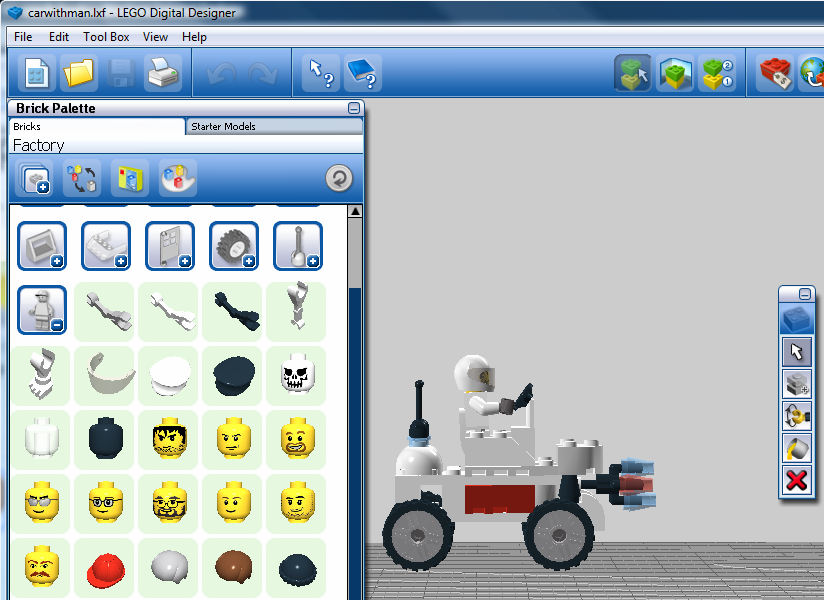 carwithman.lxf - LEGO Digital Designer
File Edit Tool Box View Help
Brick Palette
Bricks Starter Models
Factory